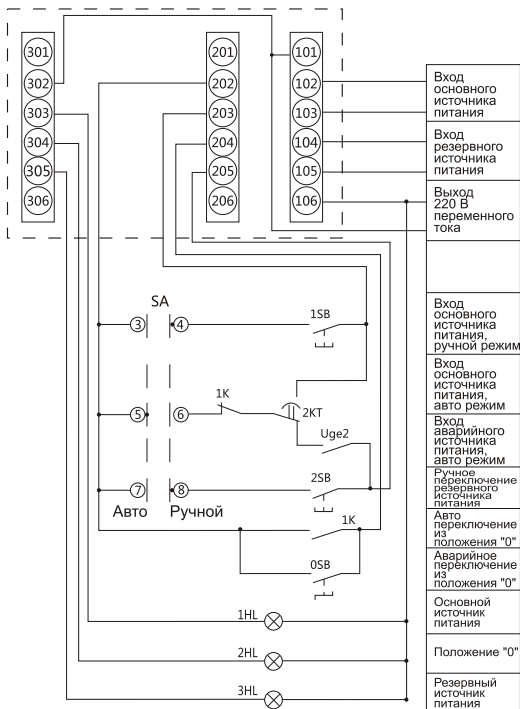 301
302
303
304
305
306
201
202
203
204
205
206
101
102
103
104
105
106
SA
3
4
1SB
5
6
1K
2KT
Uge2
7
8
2SB
Авто
Ручной
1K
0SB
1HL
2HL
3HL
Вход
основного
источника
питания
Вход
резервного
источника
питания
Выход
220 В
переменного
тока
Вход
основного
источника
питания,
ручной режим
Вход
основного
источника
питания,
авто режим
Вход
аварийного
источника
питания,
авто режим
Ручное
переключение
резервного
источника
питания
Авто
переключение
из
положения "0"
Аварийное
переключение
из
положения "0"
Основной
источник
питания
Положение "0"
Резервный
источник
питания